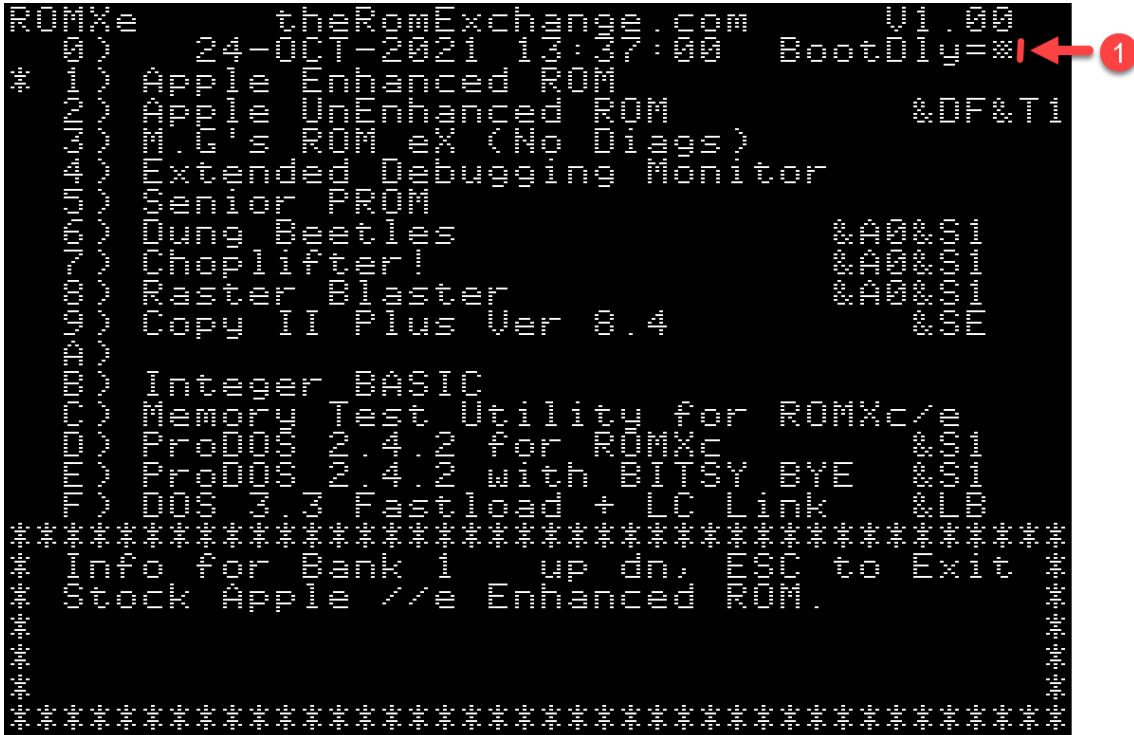 ROMXe theRomExchange.com V1.00
0) 24-OCT-2021 13:37:00 BootDly=※
1
* 1) Apple Enhanced ROM
2) Apple UnEnhanced ROM &DF&T1
3) M.G's ROM eX (No Diags)
4) Extended Debugging Monitor
5) Senior PROM
6) Dung Beetles &A0&S1
7) Choplifter! &A0&S1
8) Raster Blaster &A0&S1
9) Copy II Plus Ver 8.4 &SE
A)
B) Integer BASIC
C) Memory Test Utility for ROMXc/e
D) ProDOS 2.4.2 for ROMXc &S1
E) ProDOS 2.4.2 with BITSY BYE &S1
F) DOS 3.3 Fastload + LC Link &LB
****************************************
* Info for Bank 1 up dn, ESC to Exit *
* Stock Apple //e Enhanced ROM. *
* *
* *
* *
****************************************